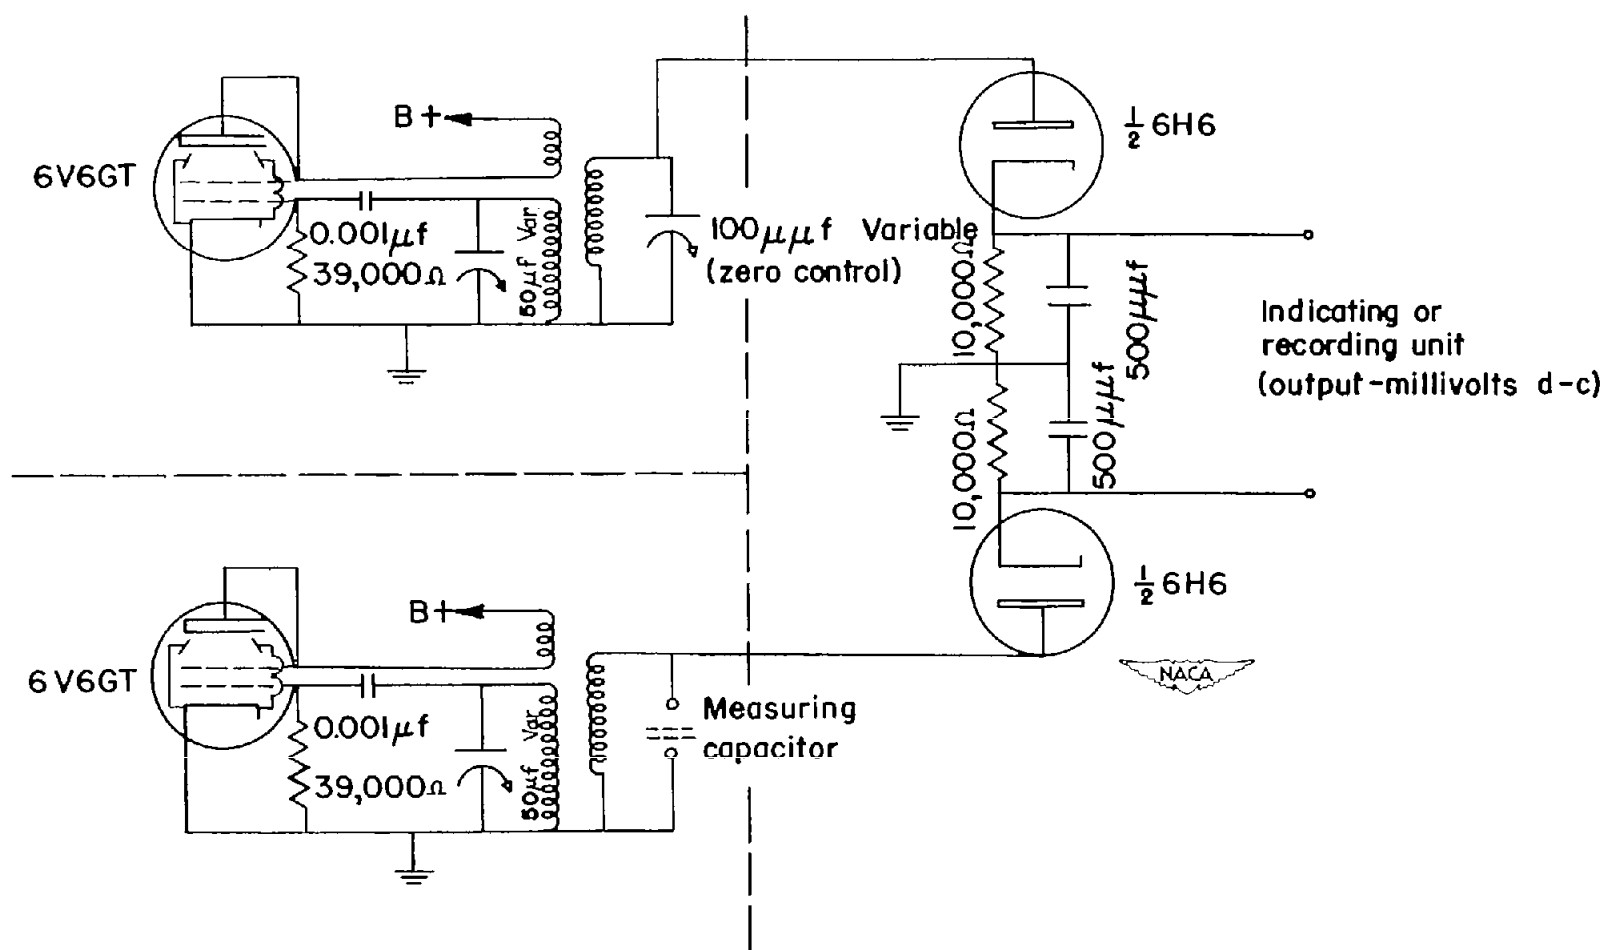 B+
6V6GT
½ 6H6
0.001μf
39,000Ω
50μf Var.
100μμf Variable
(zero control)
10,000Ω
500μμf
Indicating or
recording unit
(output-millivolts d-c)
10,000Ω
500μμf
B+
6V6GT
½ 6H6
NACA
0.001μf
39,000Ω
50μf Var.
Measuring
capacitor